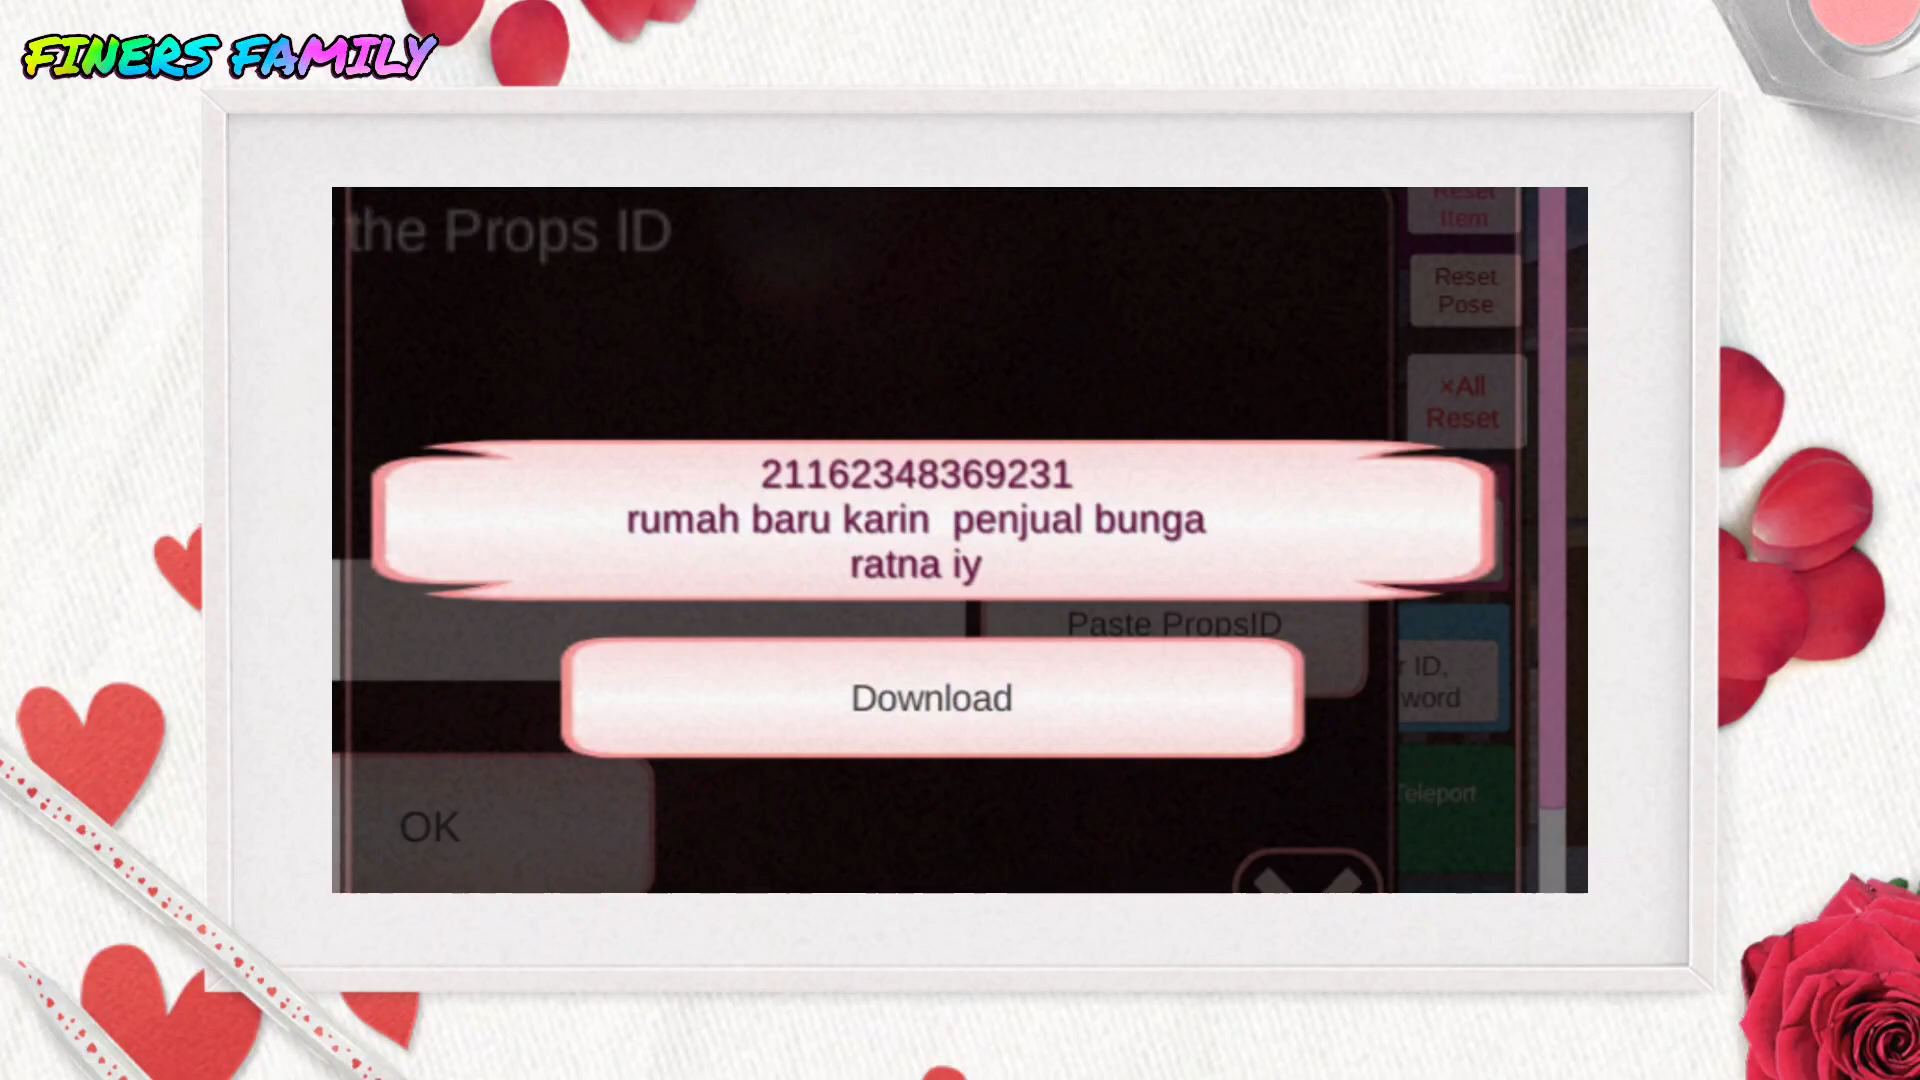 FINERS FAMILY
the Props ID
Reset
Item
Reset
Pose
×All
Reset
21162348369231
rumah baru karin penjual bunga
ratna iy
Paste PropsID
Download
r ID,
word
Teleport
OK